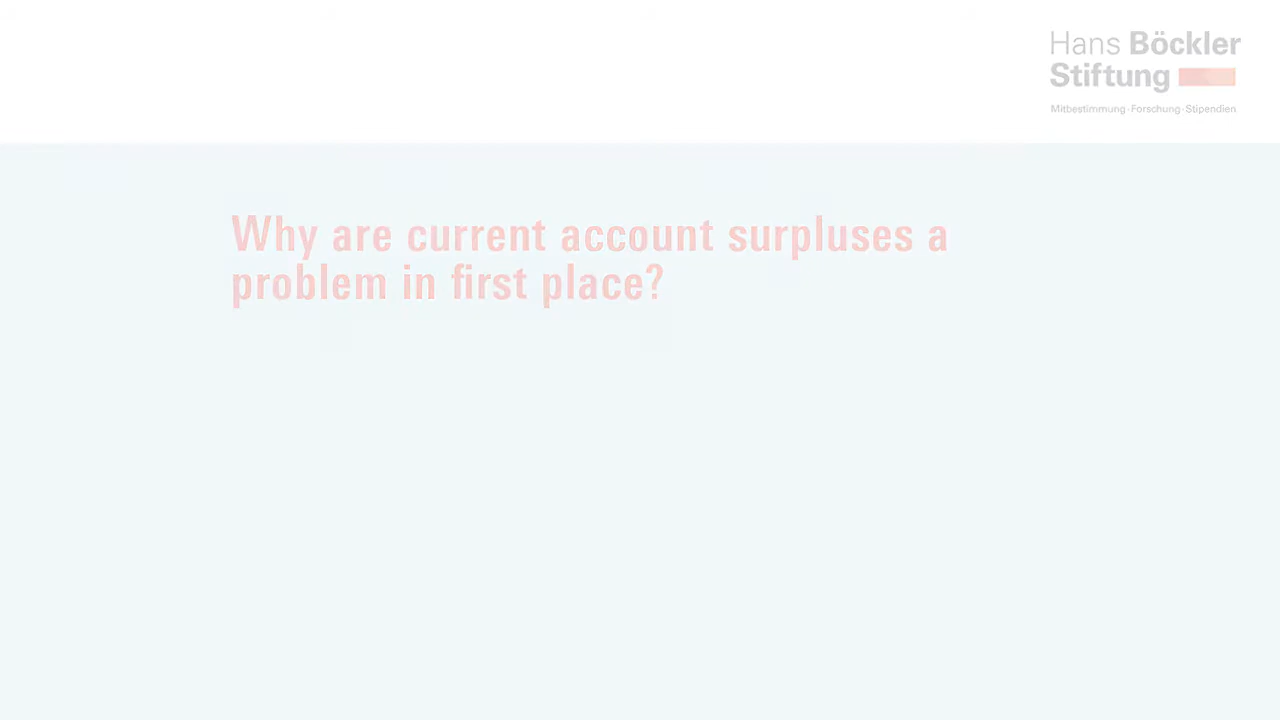 Hans Böckler
Stiftung
Mitbestimmung · Forschung · Stipendien
Why are current account surpluses a
problem in first place?